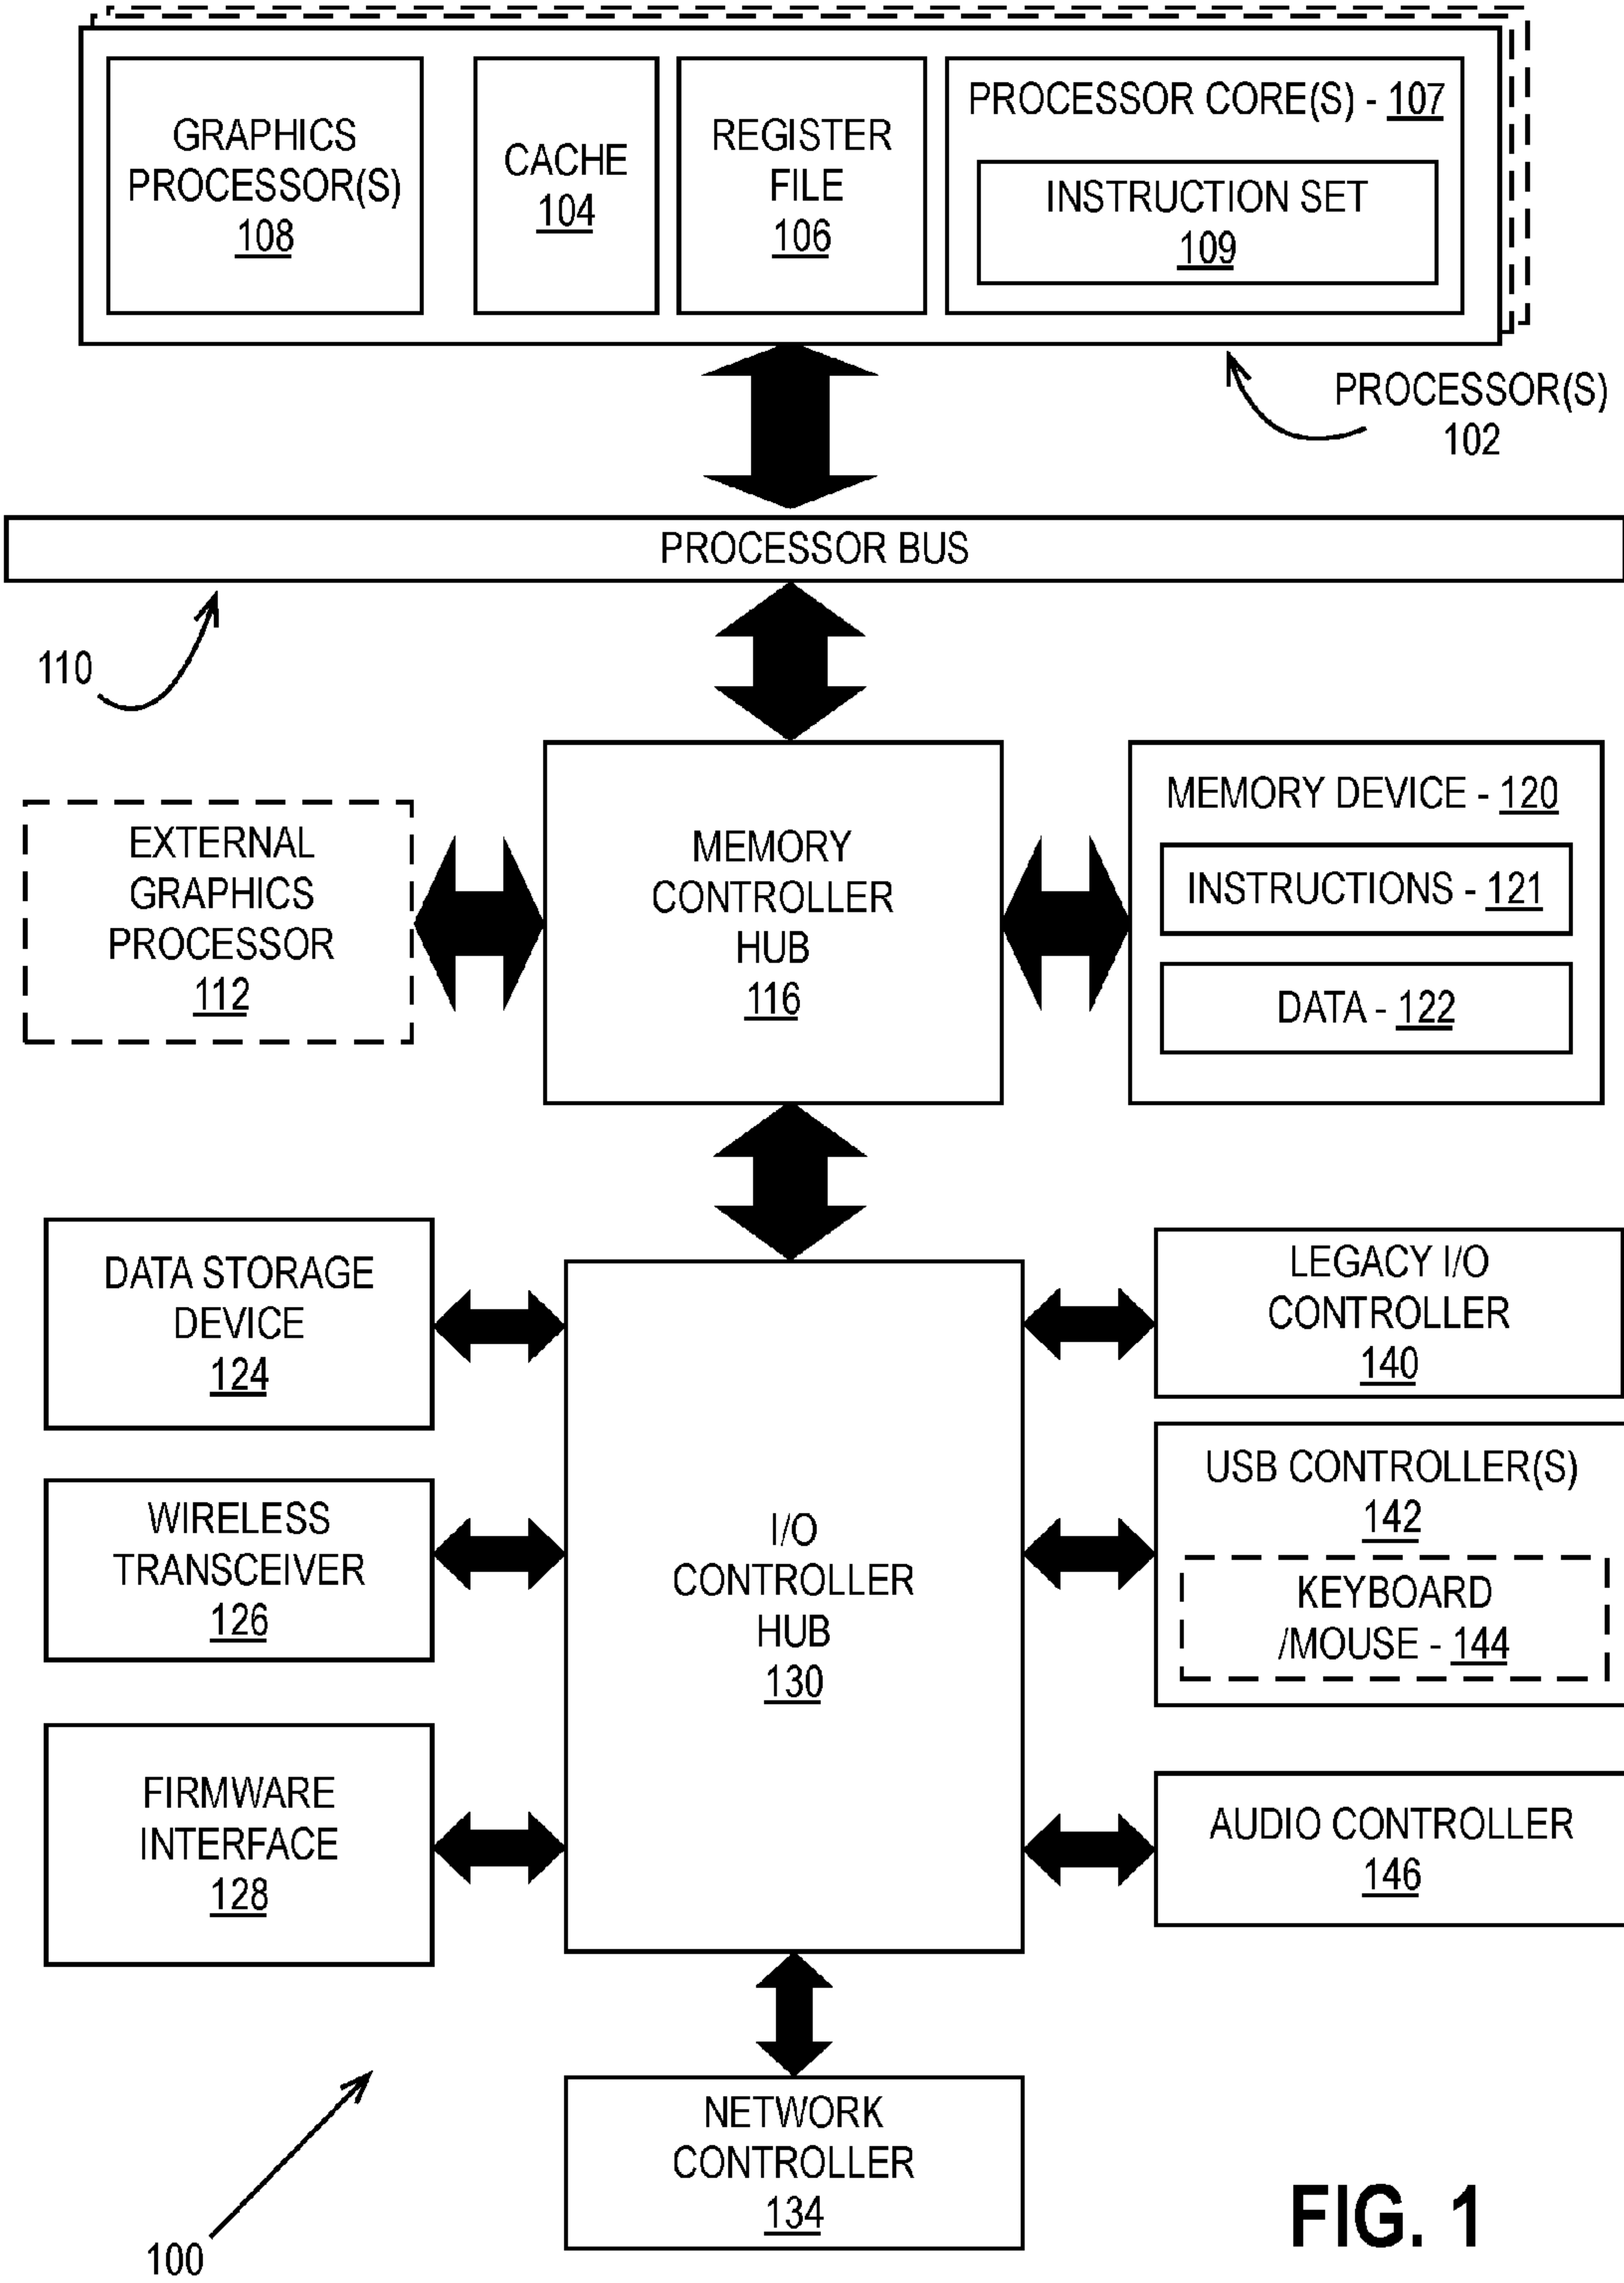 GRAPHICS
PROCESSOR(S)
108
CACHE
104
REGISTER
FILE
106
PROCESSOR CORE(S) - 107
INSTRUCTION SET
109
PROCESSOR(S)
102
PROCESSOR BUS
110
EXTERNAL
GRAPHICS
PROCESSOR
112
MEMORY
CONTROLLER
HUB
116
MEMORY DEVICE - 120
INSTRUCTIONS - 121
DATA - 122
DATA STORAGE
DEVICE
124
WIRELESS
TRANSCEIVER
126
FIRMWARE
INTERFACE
128
I/O
CONTROLLER
HUB
130
LEGACY I/O
CONTROLLER
140
USB CONTROLLER(S)
142
KEYBOARD
/MOUSE - 144
AUDIO CONTROLLER
146
NETWORK
CONTROLLER
134
100
FIG. 1